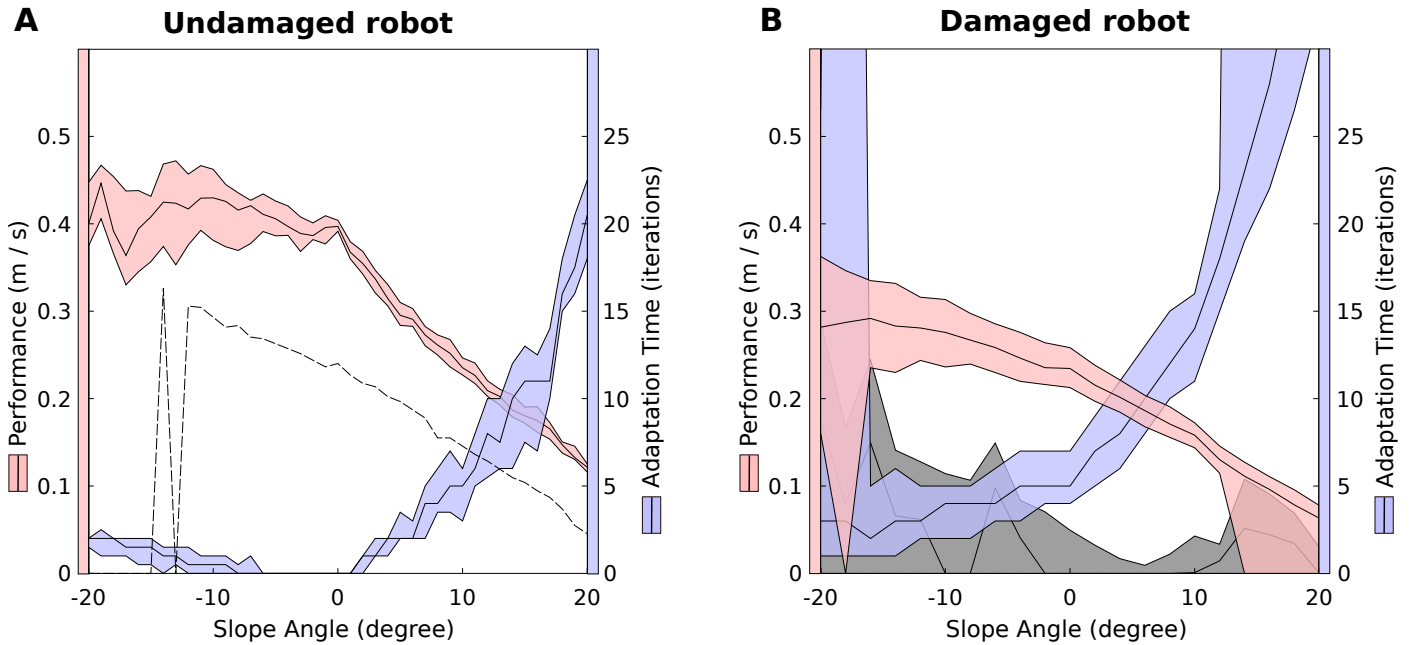 A
Undamaged robot
Performance (m / s)
0.5
0.4
0.3
0.2
0.1
0
25
20
15
10
5
0
Adaptation Time (iterations)
-20 -10 0 10 20
Slope Angle (degree)
B
Damaged robot
Performance (m / s)
0.5
0.4
0.3
0.2
0.1
0
25
20
15
10
5
0
Adaptation Time (iterations)
-20 -10 0 10 20
Slope Angle (degree)